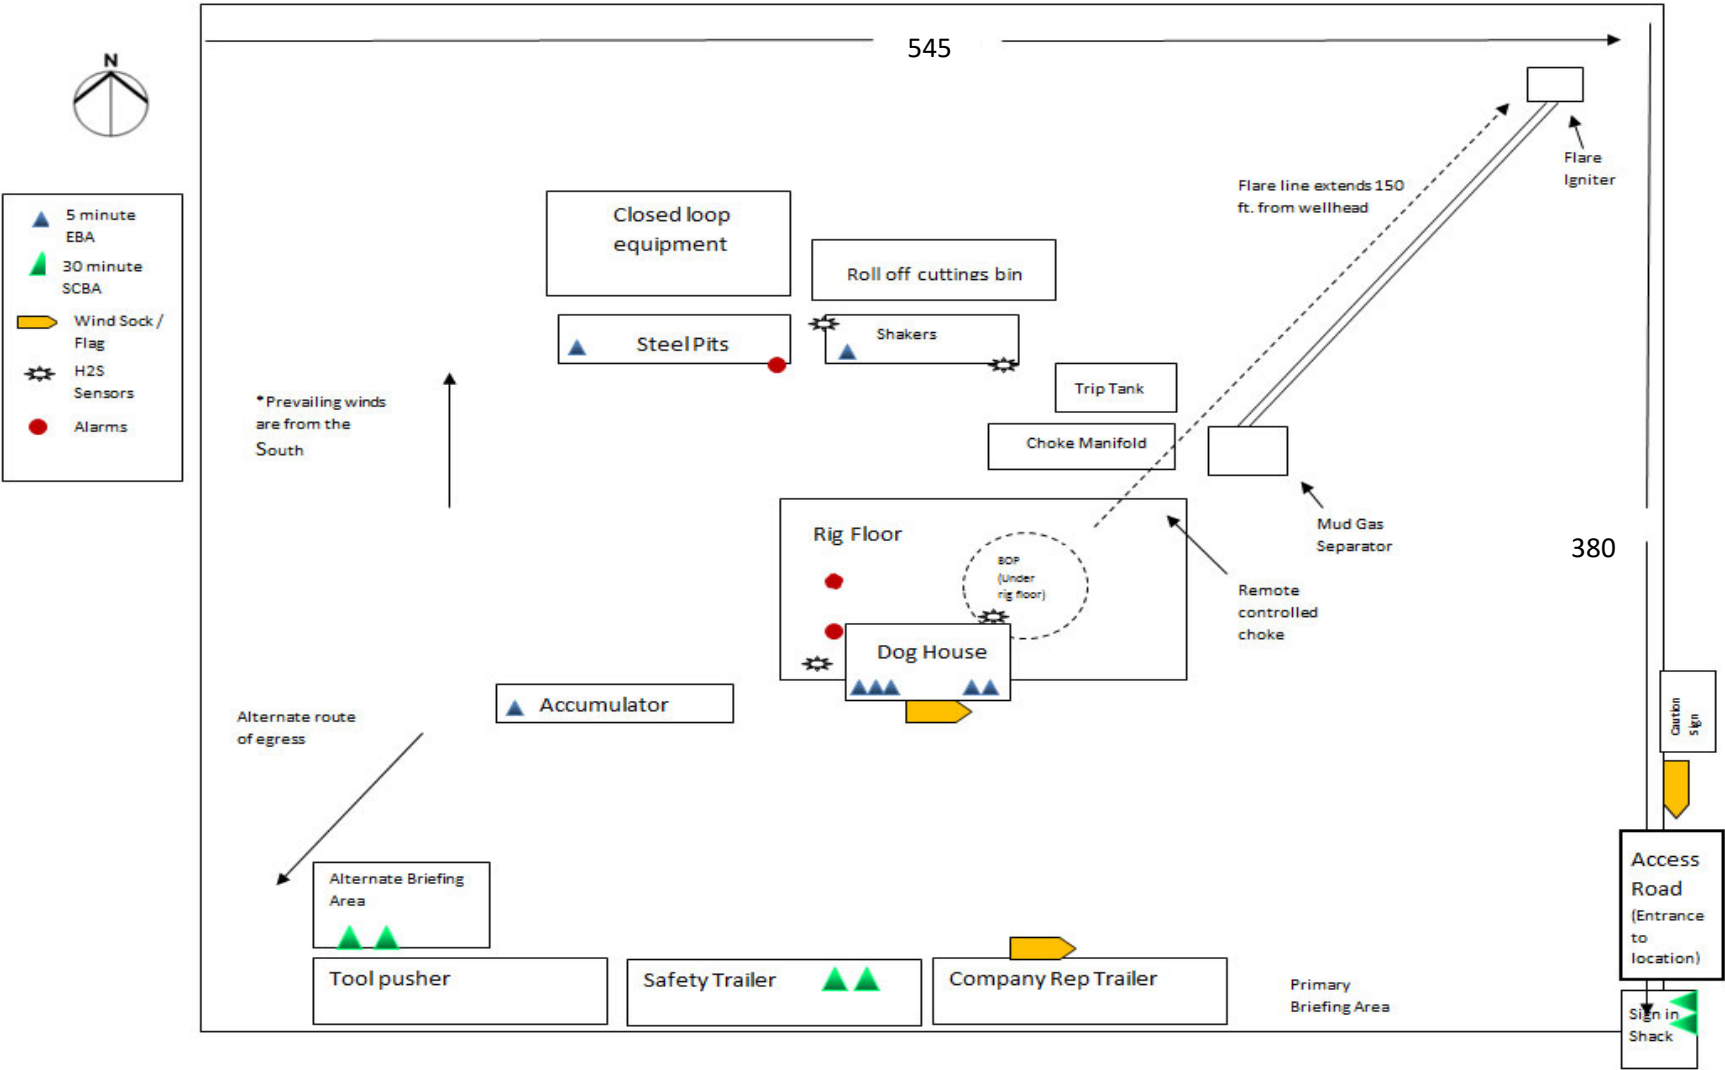 545
N
5 minute
EBA
30 minute
SCBA
Wind Sock /
Flag
H2S
Sensors
Alarms
Flare
Igniter
Flare line extends 150
ft. from wellhead
Closed loop
equipment
Roll off cuttings bin
Steel Pits
Shakers
Trip Tank
*Prevailing winds
are from the
South
Choke Manifold
Mud Gas
Separator
380
Rig Floor
BOP
(Under
rig floor)
Remote
controlled
choke
Dog House
Accumulator
Alternate route
of egress
Caution
Sign
Access
Road
(Entrance
to
location)
Alternate Briefing
Area
Tool pusher
Safety Trailer
Company Rep Trailer
Primary
Briefing Area
Sign in
Shack